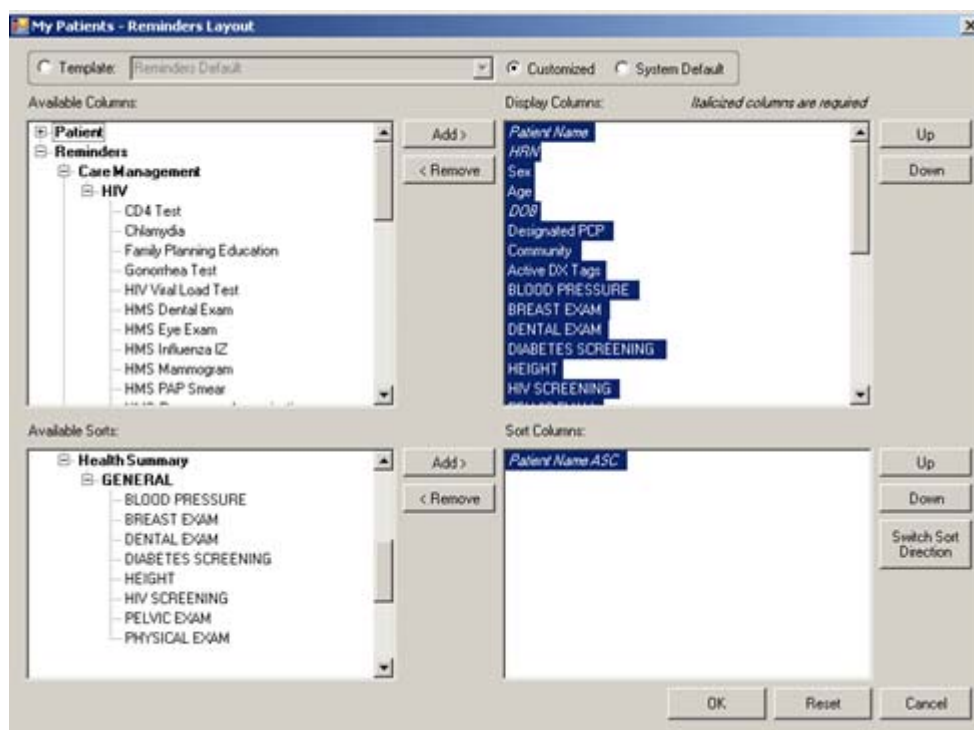 My Patients - Reminders Layout
Template: Reminders Default Customized System Default
Available Columns:
Patient
Reminders
Care Management
HIV
CD4 Test
Chlamydia
Family Planning Education
Gonorrhea Test
HIV Viral Load Test
HMS Dental Exam
HMS Eye Exam
HMS Influenza IZ
HMS Mammogram
HMS PAP Smear
Add >
< Remove
Display Columns: Italicized columns are required
Patient Name
HRN
Sex
Age
DOB
Designated PCP
Community
Active DX Tags
BLOOD PRESSURE
BREAST EXAM
DENTAL EXAM
DIABETES SCREENING
HEIGHT
HIV SCREENING
Up
Down
Available Sorts:
Health Summary
GENERAL
BLOOD PRESSURE
BREAST EXAM
DENTAL EXAM
DIABETES SCREENING
HEIGHT
HIV SCREENING
PELVIC EXAM
PHYSICAL EXAM
Add >
< Remove
Sort Columns:
Patient Name ASC
Up
Down
Switch Sort
Direction
OK Reset Cancel